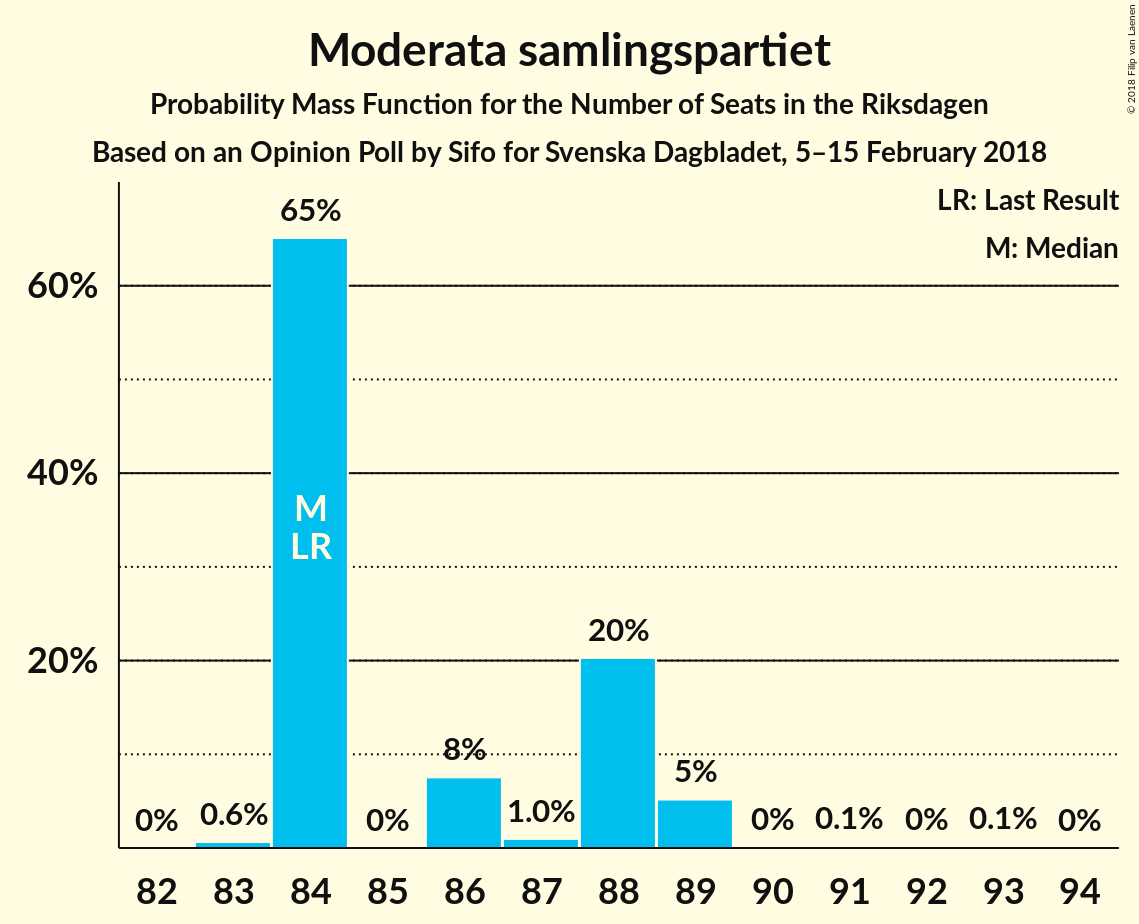 Moderata samlingspartiet
Probability Mass Function for the Number of Seats in the Riksdagen
Based on an Opinion Poll by Sifo for Svenska Dagbladet, 5–15 February 2018
© 2018 Filip van Laenen
LR: Last Result
M: Median
60%
40%
20%
0%
0.6%
65%
M
LR
0%
8%
1.0%
20%
5%
0%
0.1%
0%
0.1%
0%
82 83 84 85 86 87 88 89 90 91 92 93 94